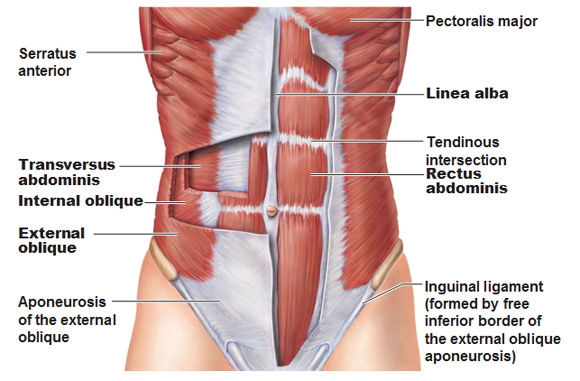 Serratus
anterior
Transversus
abdominis
Internal oblique
External
oblique
Aponeurosis
of the external
oblique
Pectoralis major
Linea alba
Tendinous
intersection
Rectus
abdominis
Inguinal ligament
(formed by free
inferior border of
the external oblique
aponeurosis)